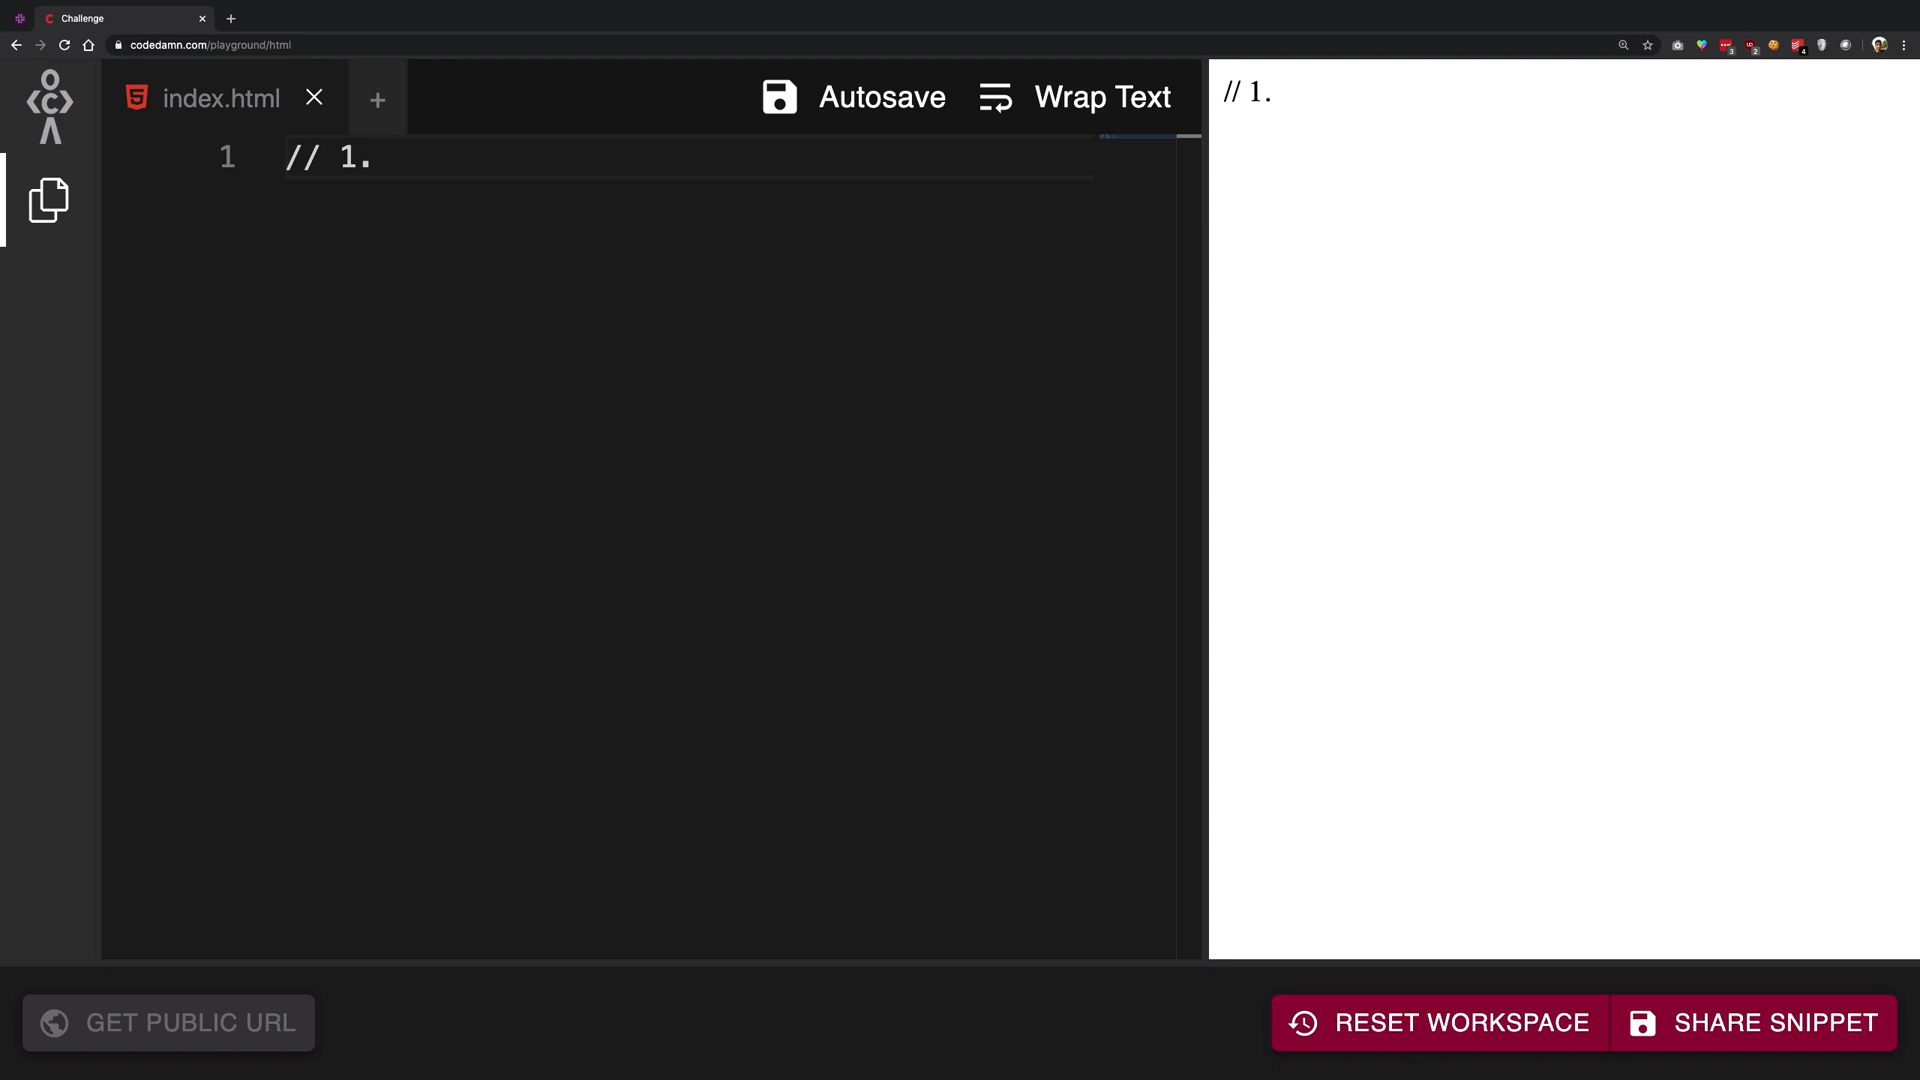 Challenge
codedamn.com/playground/html
index.html
Autosave
Wrap Text
1 // 1.
// 1.
GET PUBLIC URL
RESET WORKSPACE
SHARE SNIPPET